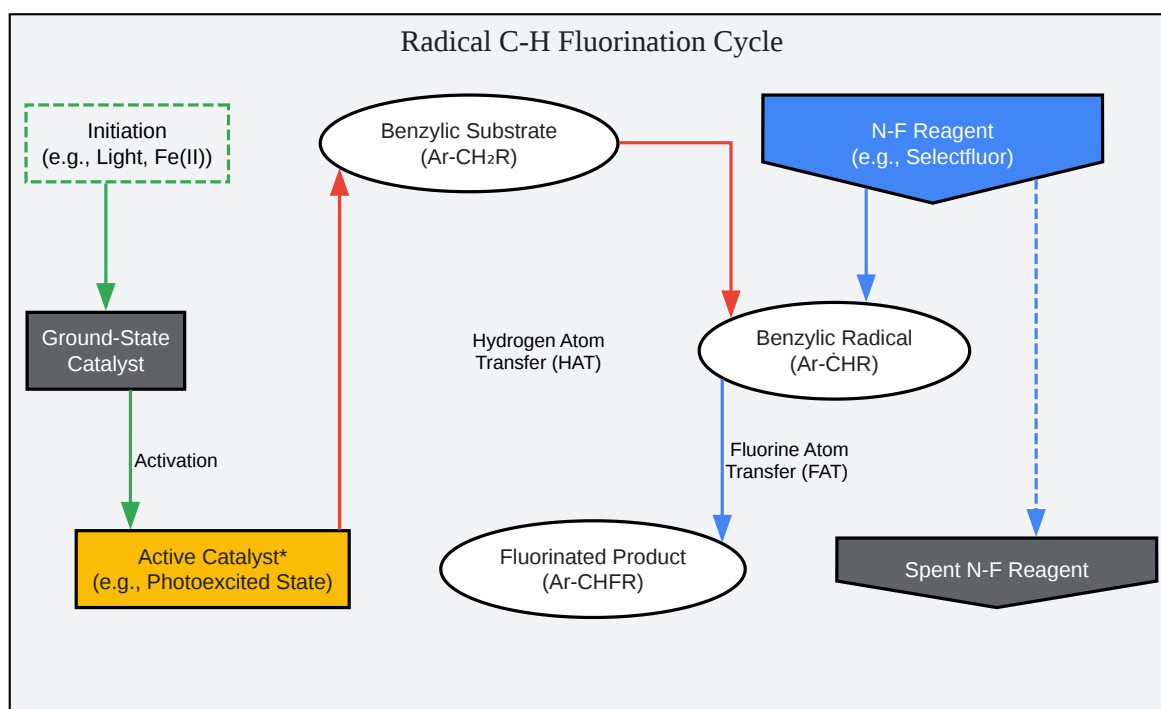 Radical C-H Fluorination Cycle
Initiation
(e.g., Light, Fe(II))
Benzylic Substrate
(Ar-CH₂R)
N-F Reagent
(e.g., Selectfluor)
Ground-State
Catalyst
Hydrogen Atom
Transfer (HAT)
Benzylic Radical
(Ar-ĊHR)
Activation
Fluorine Atom
Transfer (FAT)
Active Catalyst*
(e.g., Photoexcited State)
Fluorinated Product
(Ar-CHFR)
Spent N-F Reagent